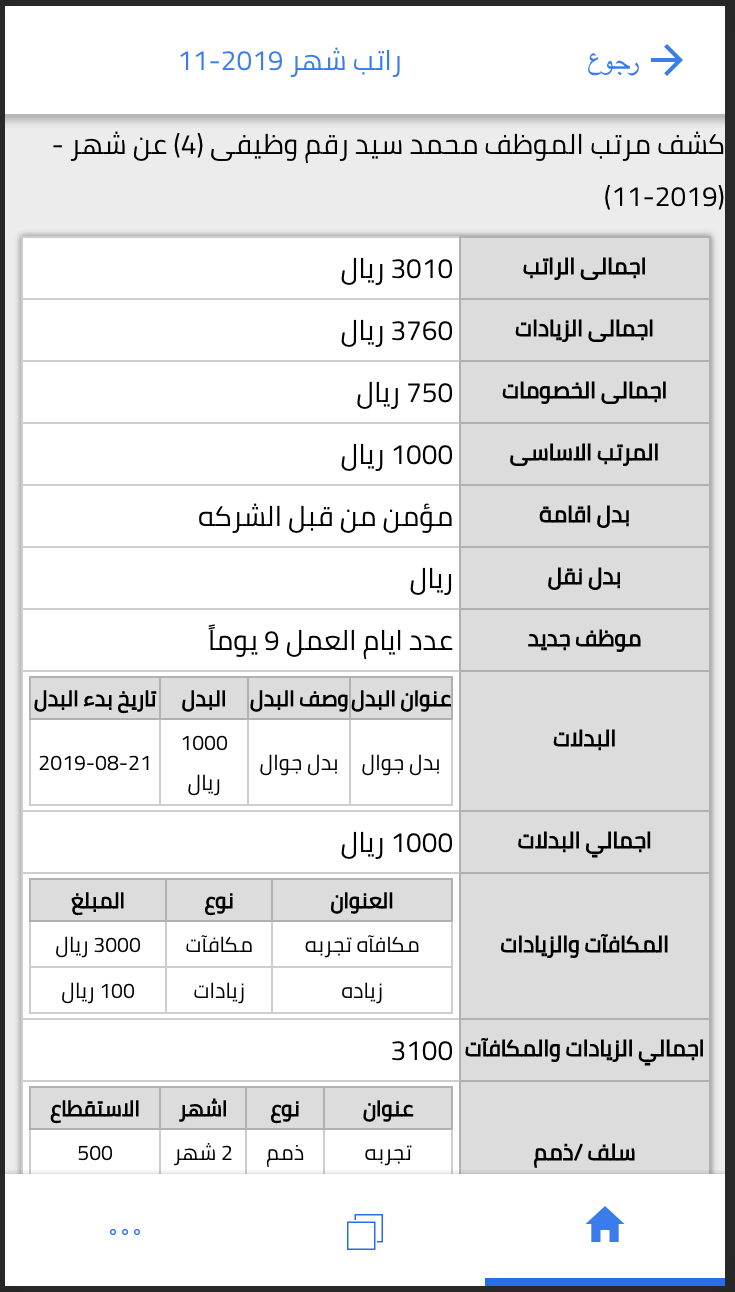 رجوع
راتب شهر 2019-11
كشف مرتب الموظف محمد سيد رقم وظيفى (4) عن شهر -
(11-2019)
اجمالى الراتب 3010 ريال
اجمالى الزيادات 3760 ريال
اجمالى الخصومات 750 ريال
المرتب الاساسى 1000 ريال
بدل اقامة مؤمن من قبل الشركه
بدل نقل ريال
موظف جديد عدد ايام العمل 9 يوماً
البدلات
عنوان البدل وصف البدل البدل تاريخ بدء البدل
بدل جوال بدل جوال 1000 ريال 2019-08-21
اجمالي البدلات 1000 ريال
المكافآت والزيادات
العنوان نوع المبلغ
مكافآه تجربه مكافآت 3000 ريال
زياده زيادات 100 ريال
اجمالي الزيادات والمكافآت 3100
سلف /ذمم
عنوان نوع اشهر الاستقطاع
تجربه ذمم 2 شهر 500